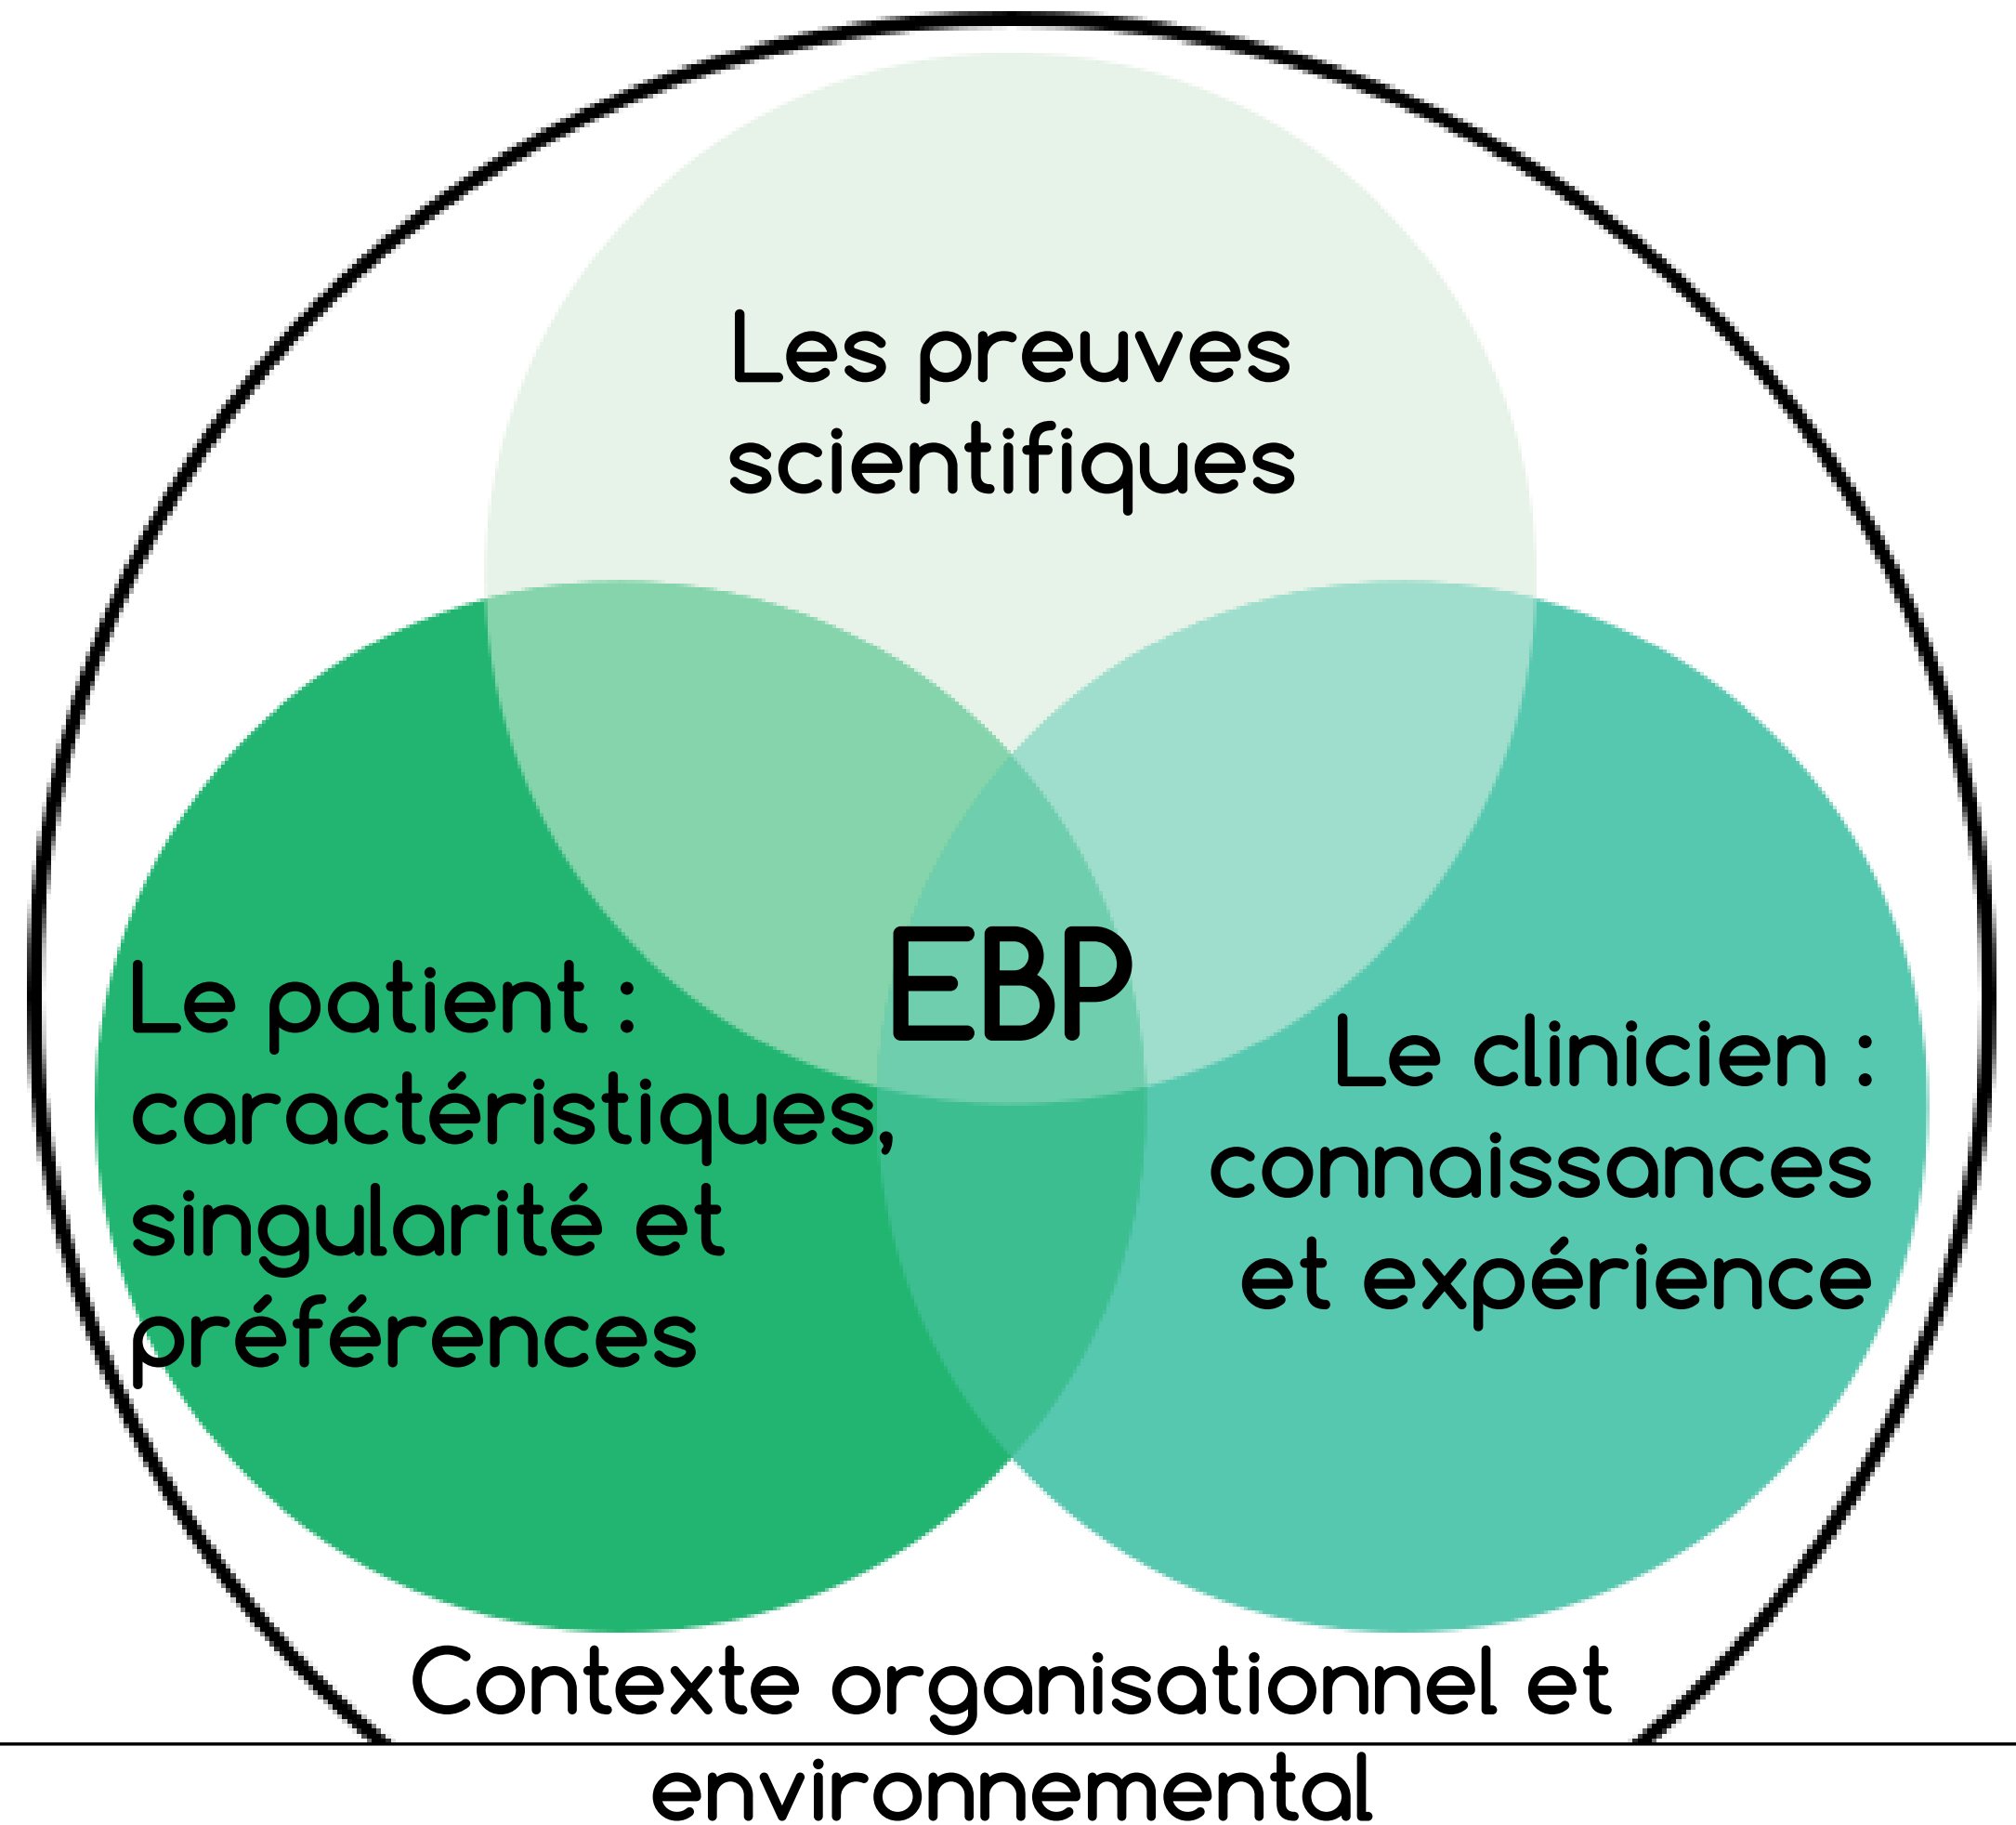 Les preuves
scientifiques
EBP
Le patient :
caractéristiques,
singularité et
préférences
Le clinicien :
connaissances
et expérience
Contexte organisationnel et
environnemental